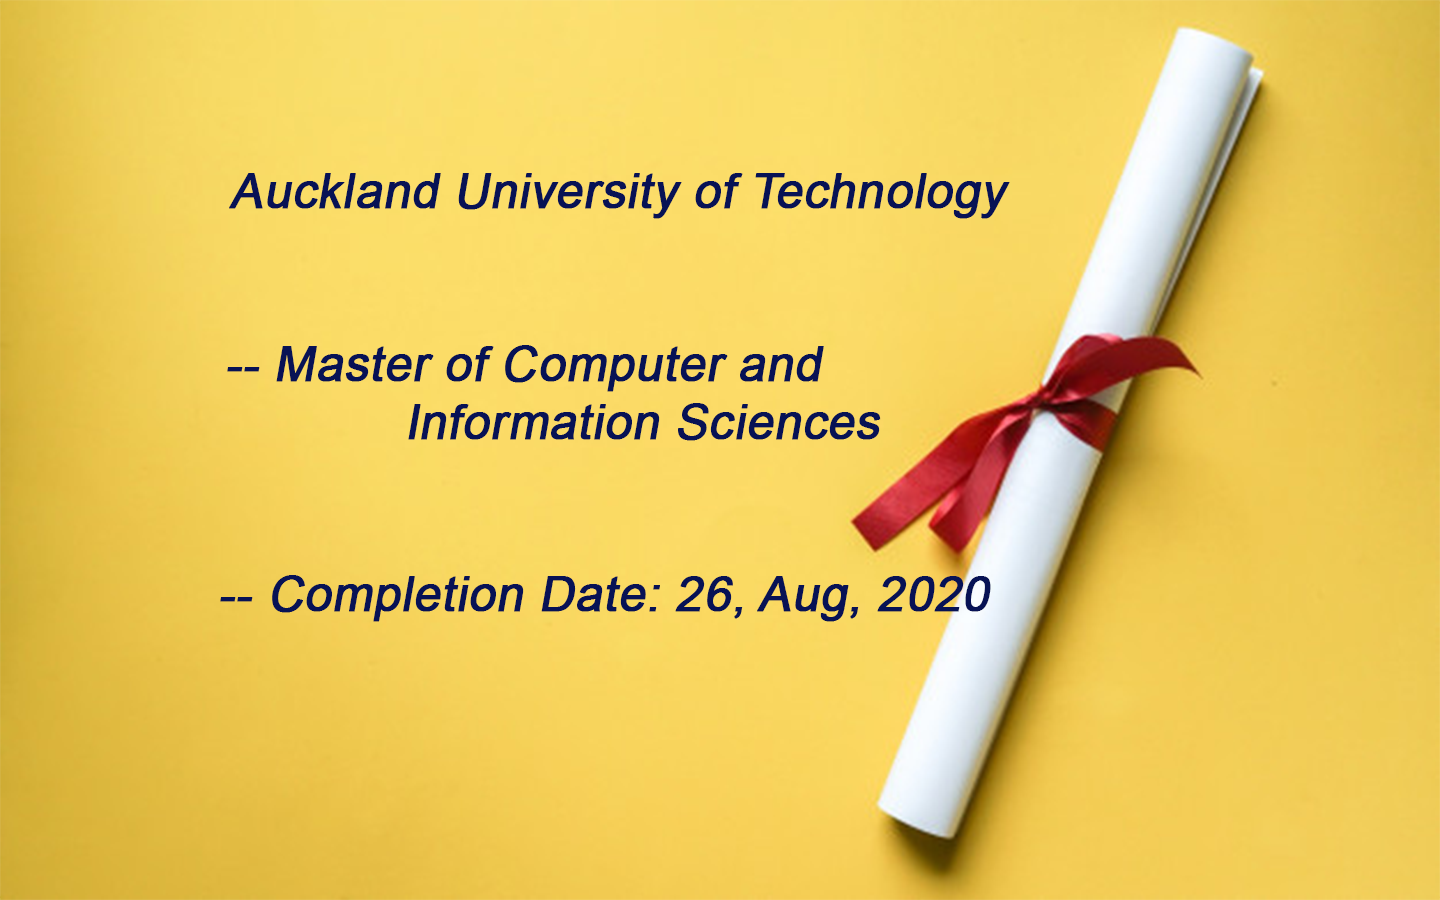 Auckland University of Technology
-- Master of Computer and
Information Sciences
-- Completion Date: 26, Aug, 2020